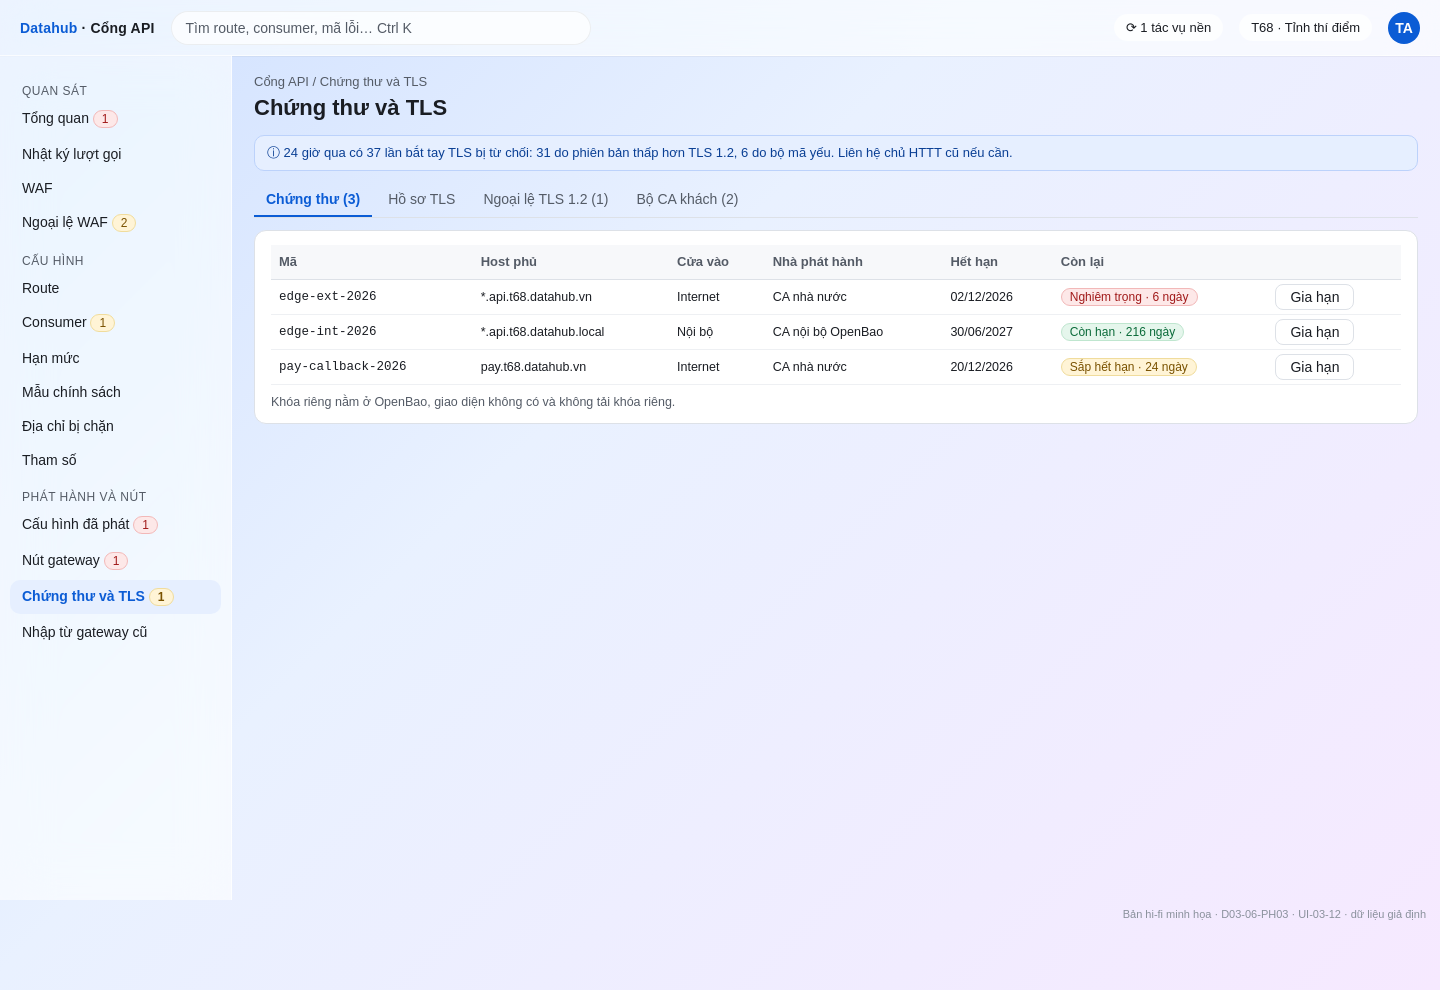 Datahub · Cổng API
Tìm route, consumer, mã lỗi… Ctrl K
⟳ 1 tác vụ nền
T68 · Tỉnh thí điểm
TA
QUAN SÁT
Tổng quan 1
Nhật ký lượt gọi
WAF
Ngoại lệ WAF 2
CẤU HÌNH
Route
Consumer 1
Hạn mức
Mẫu chính sách
Địa chỉ bị chặn
Tham số
PHÁT HÀNH VÀ NÚT
Cấu hình đã phát 1
Nút gateway 1
Chứng thư và TLS 1
Nhập từ gateway cũ
Cổng API / Chứng thư và TLS
Chứng thư và TLS
ⓘ 24 giờ qua có 37 lần bắt tay TLS bị từ chối: 31 do phiên bản thấp hơn TLS 1.2, 6 do bộ mã yếu. Liên hệ chủ HTTT cũ nếu cần.
Chứng thư (3) Hồ sơ TLS Ngoại lệ TLS 1.2 (1) Bộ CA khách (2)
Mã Host phủ Cửa vào Nhà phát hành Hết hạn Còn lại
edge-ext-2026 *.api.t68.datahub.vn Internet CA nhà nước 02/12/2026 Nghiêm trọng · 6 ngày Gia hạn
edge-int-2026 *.api.t68.datahub.local Nội bộ CA nội bộ OpenBao 30/06/2027 Còn hạn · 216 ngày Gia hạn
pay-callback-2026 pay.t68.datahub.vn Internet CA nhà nước 20/12/2026 Sắp hết hạn · 24 ngày Gia hạn
Khóa riêng nằm ở OpenBao, giao diện không có và không tải khóa riêng.
Bản hi-fi minh họa · D03-06-PH03 · UI-03-12 · dữ liệu giả định